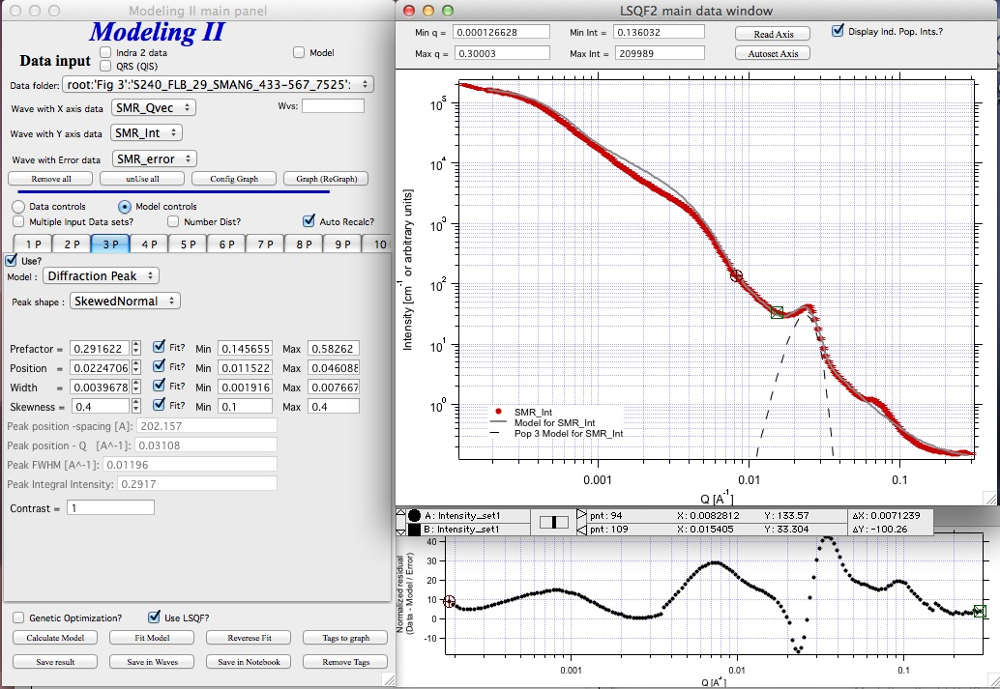 Modeling II main panel
Modeling II
Data input
Indra 2 data
QRS (QIS)
Model
Data folder: root:'Fig 3':'S240_FLB_29_SMAN6_433-567_7525':
Wave with X axis data SMR_Qvec Wvs:
Wave with Y axis data SMR_Int
Wave with Error data SMR_error
Remove all unUse all Config Graph Graph (ReGraph)
Data controls Model controls
Multiple Input Data sets? Number Dist? Auto Recalc?
1 P 2 P 3 P 4 P 5 P 6 P 7 P 8 P 9 P 10
Use?
Model : Diffraction Peak
Peak shape : SkewedNormal
Prefactor = 0.291622 Fit? Min 0.145655 Max 0.58262
Position = 0.0224706 Fit? Min 0.011522 Max 0.046088
Width = 0.0039678 Fit? Min 0.001916 Max 0.007667
Skewness = 0.4 Fit? Min 0.1 Max 0.4
Peak position -spacing [A]: 202.157
Peak position - Q [A^-1]: 0.03108
Peak FWHM [A^-1]: 0.01196
Peak Integral Intensity: 0.2917
Contrast = 1
Genetic Optimization? Use LSQF?
Calculate Model Fit Model Reverese Fit Tags to graph
Save result Save in Waves Save in Notebook Remove Tags
LSQF2 main data window
Min q = 0.000126628 Min Int = 0.136032 Read Axis Display Ind. Pop. Ints.?
Max q = 0.30003 Max Int = 209989 Autoset Axis
Intensity [cm⁻¹ or arbitrary units]
10⁵
10⁴
10³
10²
10¹
10⁰
SMR_Int
Model for SMR_Int
Pop 3 Model for SMR_Int
0.001 0.01 0.1
Q [A⁻¹]
A: Intensity_set1 pnt: 94 X: 0.0082812 Y: 133.57 ΔX: 0.0071239
B: Intensity_set1 pnt: 109 X: 0.015405 Y: 33.304 ΔY: -100.26
Normalized residual
(Data - Model / Error)
40
30
20
10
0
-10
0.001 0.01 0.1
Q [A⁻¹]